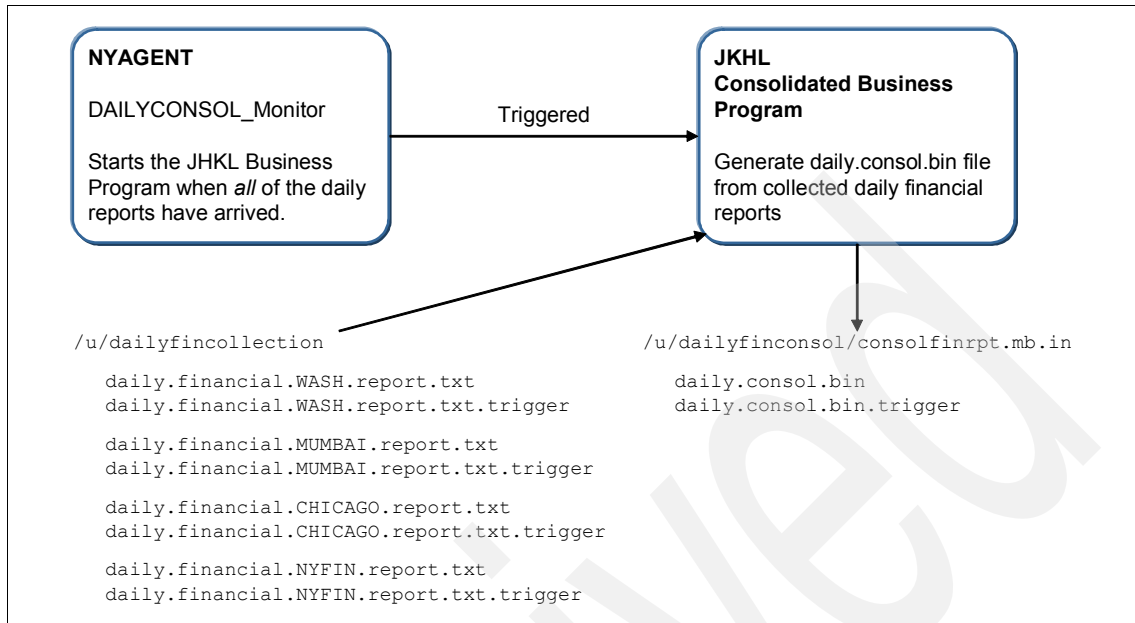 NYAGENT
DAILYCONSOL_Monitor
Starts the JHKL Business
Program when all of the daily
reports have arrived.
Triggered
JKHL
Consolidated Business
Program
Generate daily.consol.bin file
from collected daily financial
reports
/u/dailyfincollection
daily.financial.WASH.report.txt
daily.financial.WASH.report.txt.trigger
daily.financial.MUMBAI.report.txt
daily.financial.MUMBAI.report.txt.trigger
daily.financial.CHICAGO.report.txt
daily.financial.CHICAGO.report.txt.trigger
daily.financial.NYFIN.report.txt
daily.financial.NYFIN.report.txt.trigger
/u/dailyfinconsol/consolfinrpt.mb.in
daily.consol.bin
daily.consol.bin.trigger